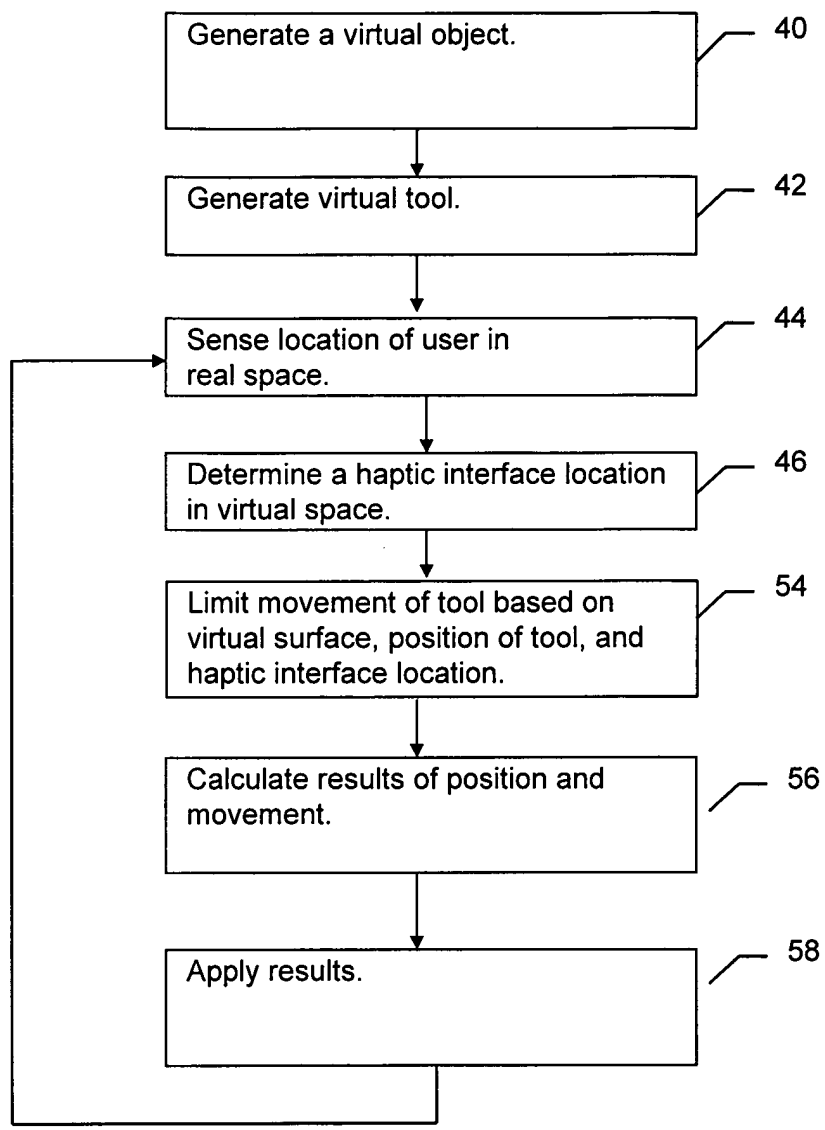 Generate a virtual object.
40
Generate virtual tool.
42
Sense location of user in
real space.
44
Determine a haptic interface location
in virtual space.
46
Limit movement of tool based on
virtual surface, position of tool, and
haptic interface location.
54
Calculate results of position and
movement.
56
Apply results.
58